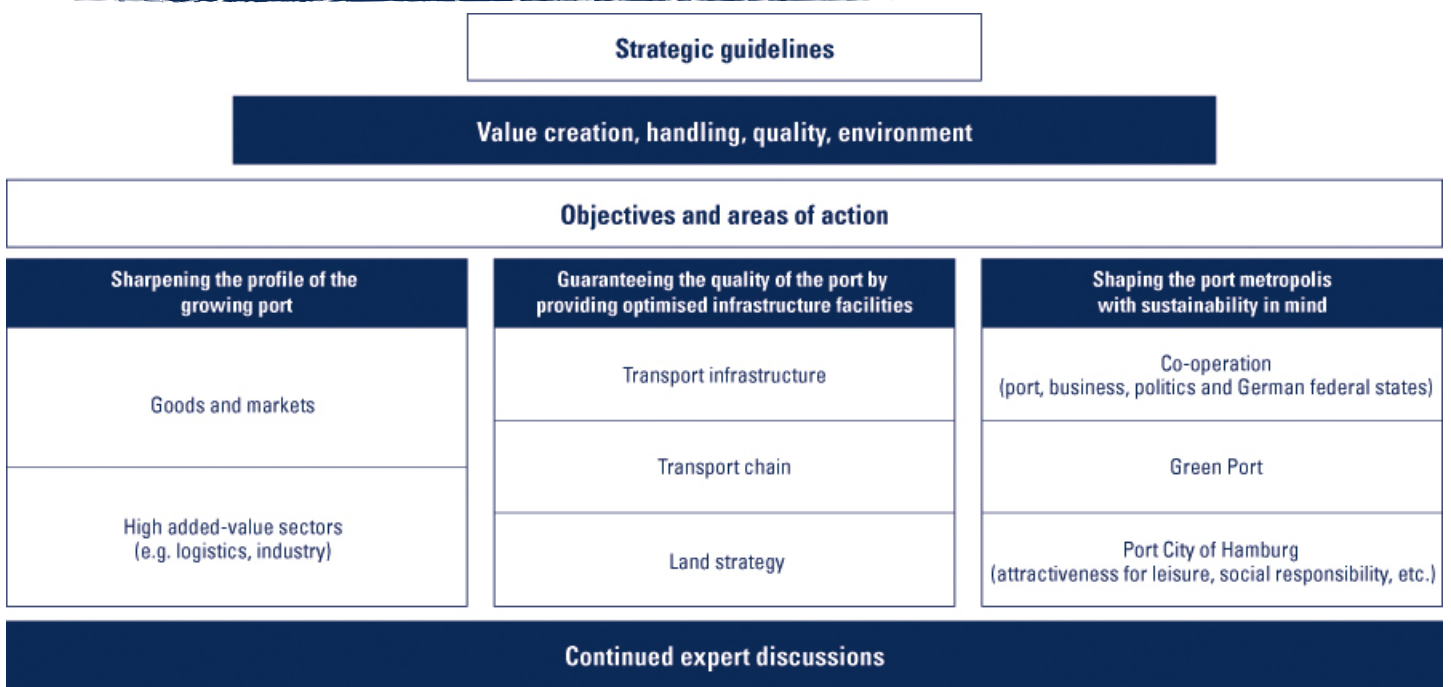 Strategic guidelines
Value creation, handling, quality, environment
Objectives and areas of action
Sharpening the profile of the
growing port
Goods and markets
High added-value sectors
(e.g. logistics, industry)
Guaranteeing the quality of the port by
providing optimised infrastructure facilities
Transport infrastructure
Transport chain
Land strategy
Shaping the port metropolis
with sustainability in mind
Co-operation
(port, business, politics and German federal states)
Green Port
Port City of Hamburg
(attractiveness for leisure, social responsibility, etc.)
Continued expert discussions